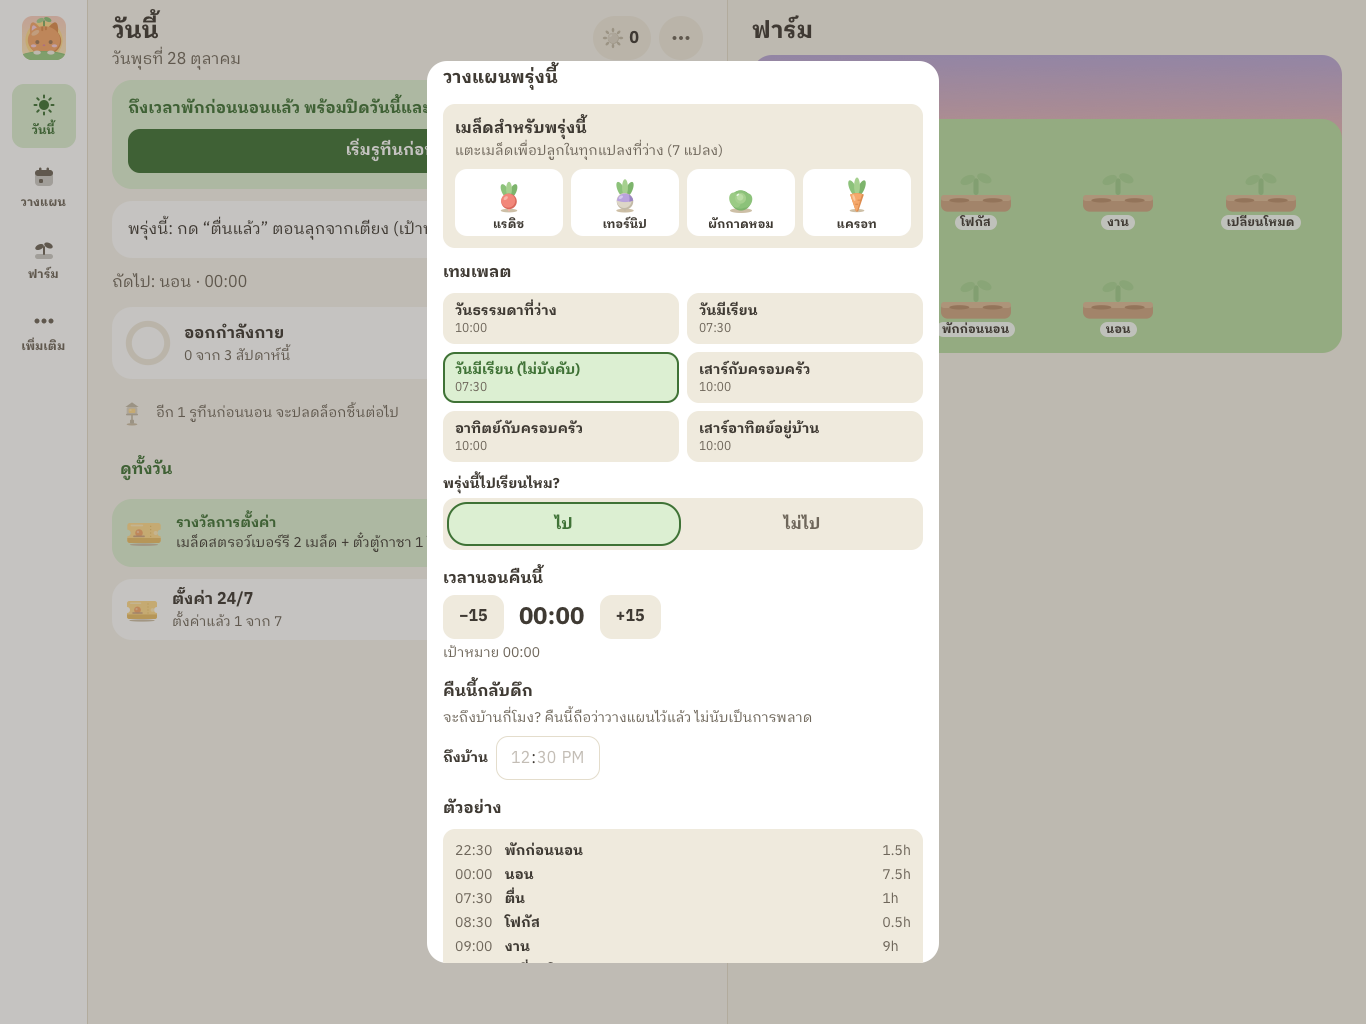 วันนี้
วางแผน
ฟาร์ม
เพิ่มเติม
วันนี้
วันพุธที่ 28 ตุลาคม
0
ถึงเวลาพักก่อนนอนแล้ว พร้อมปิดวันนี้และ
เริ่มรูทีนก่อน
พรุ่งนี้: กด “ตื่นแล้ว” ตอนลุกจากเตียง (เป้า
ถัดไป: นอน · 00:00
ออกกำลังกาย
0 จาก 3 สัปดาห์นี้
อีก 1 รูทีนก่อนนอน จะปลดล็อกชิ้นต่อไป
ดูทั้งวัน
รางวัลการตั้งค่า
เมล็ดสตรอว์เบอร์รี 2 เมล็ด + ตั๋วตู้กาชา 1
ตั้งค่า 24/7
ตั้งค่าแล้ว 1 จาก 7
วางแผนพรุ่งนี้
เมล็ดสำหรับพรุ่งนี้
แตะเมล็ดเพื่อปลูกในทุกแปลงที่ว่าง (7 แปลง)
แรดิช
เทอร์นิป
ผักกาดหอม
แครอท
เทมเพลต
วันธรรมดาที่ว่าง
10:00
วันมีเรียน
07:30
วันมีเรียน (ไม่บังคับ)
07:30
เสาร์กับครอบครัว
10:00
อาทิตย์กับครอบครัว
10:00
เสาร์อาทิตย์อยู่บ้าน
10:00
พรุ่งนี้ไปเรียนไหม?
ไป
ไม่ไป
เวลานอนคืนนี้
−15
00:00
+15
เป้าหมาย 00:00
คืนนี้กลับดึก
จะถึงบ้านกี่โมง? คืนนี้ถือว่าวางแผนไว้แล้ว ไม่นับเป็นการพลาด
ถึงบ้าน
12:30 PM
ตัวอย่าง
22:30 พักก่อนนอน 1.5h
00:00 นอน 7.5h
07:30 ตื่น 1h
08:30 โฟกัส 0.5h
09:00 งาน 9h
ฟาร์ม
โฟกัส
งาน
เปลี่ยนโหมด
พักก่อนนอน
นอน